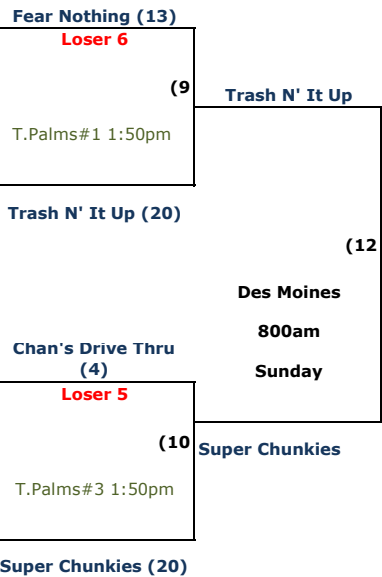 Fear Nothing (13)
Loser 6
(9
Trash N' It Up
T.Palms#1 1:50pm
Trash N' It Up (20)
(12
Des Moines
800am
Sunday
Chan's Drive Thru
(4)
Loser 5
(10
Super Chunkies
T.Palms#3 1:50pm
Super Chunkies (20)